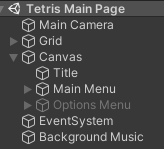 Tetris Main Page
Main Camera
Grid
Canvas
Title
Main Menu
Options Menu
EventSystem
Background Music